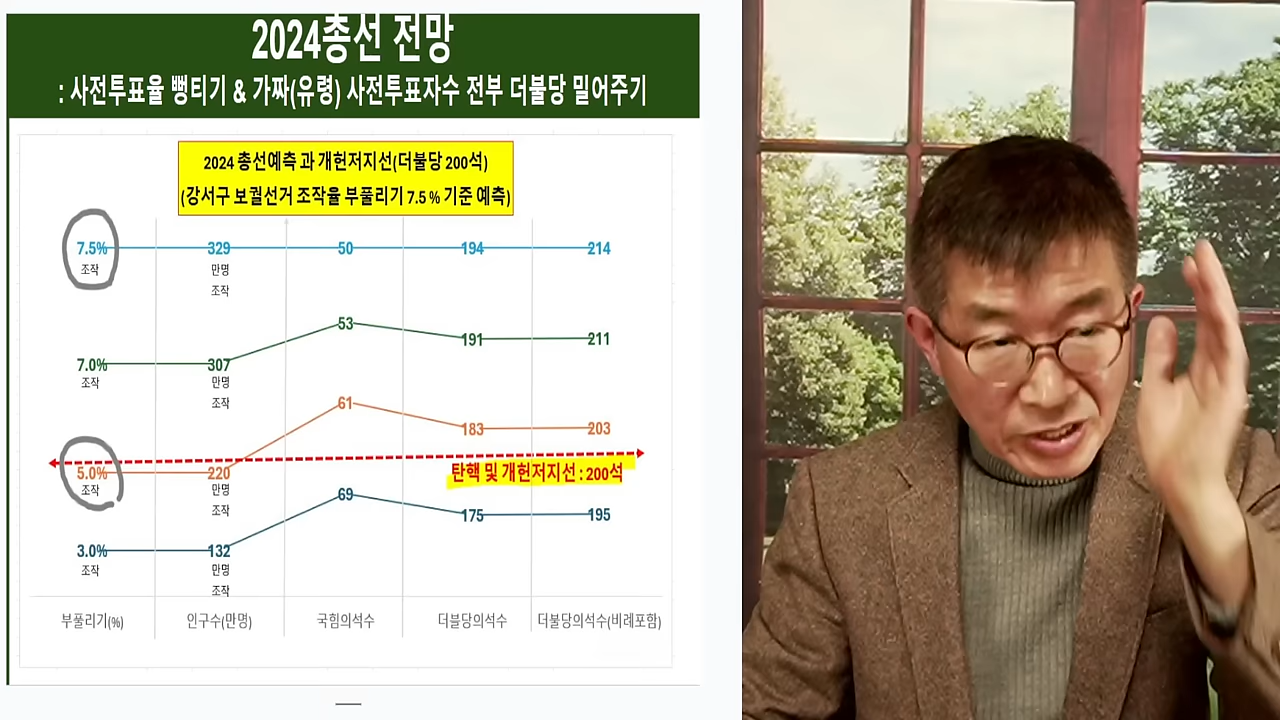 2024총선 전망
: 사전투표율 뻥티기 & 가짜(유령) 사전투표자수 전부 더불당 밀어주기
2024 총선예측 과 개헌저지선(더불당 200석)
(강서구 보궐선거 조작율 부풀리기 7.5 % 기준 예측)
7.5% 329 50 194 214
조작 만명
조작
7.0% 307 53 191 211
조작 만명
조작
61 183 203
5.0% 220 탄핵 및 개헌저지선 : 200석
조작 만명
조작
69 175 195
3.0% 132
조작 만명
조작
부풀리기(%) 인구수(만명) 국힘의석수 더블당의석수 더불당의석수(비례포함)